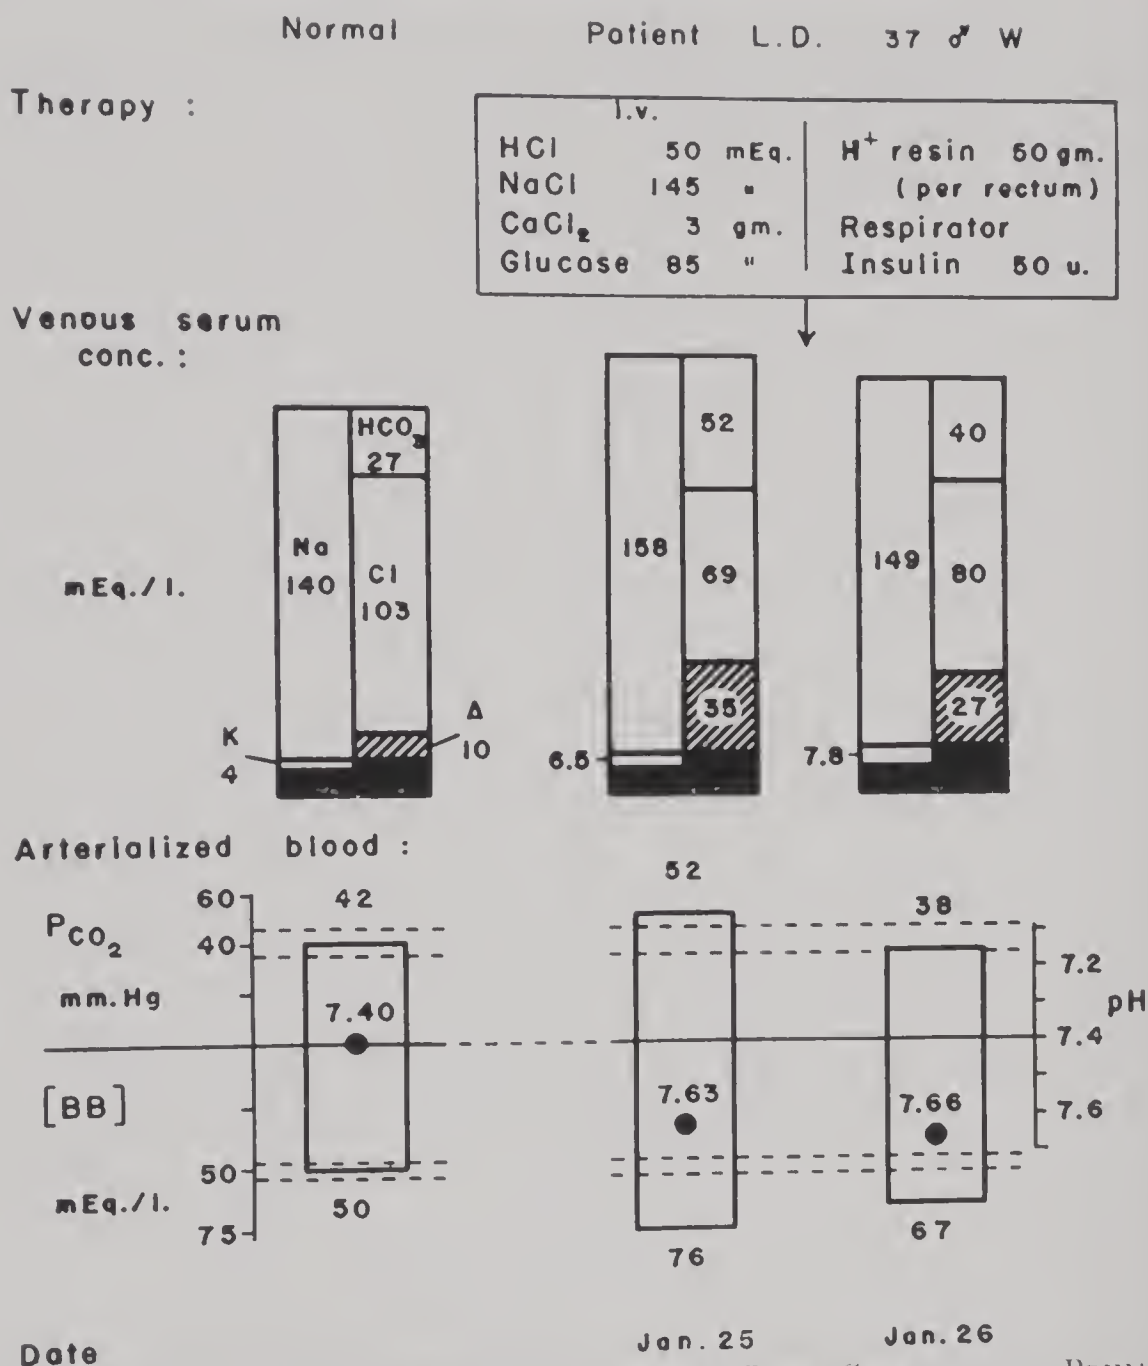 Normal Patient L.D. 37 ♂ W
Therapy :
I.v.
HCl 50 mEq. H⁺ resin 50 gm.
NaCl 145 " (per rectum)
CaCl₂ 3 gm. Respirator
Glucose 85 " Insulin 50 u.
Venous serum
conc. :
HCO₃ 27
52
40
Na 140
Cl 103
158
69
149
80
mEq./l.
K 4
Δ 10
6.5
35
7.8
27
Arterialized blood :
PCO₂
mm.Hg
60
40
42
52
38
7.2
pH
7.4
7.6
7.40
7.63
7.66
[BB]
mEq./l.
50
75
50
76
67
Date Jan. 25 Jan. 26